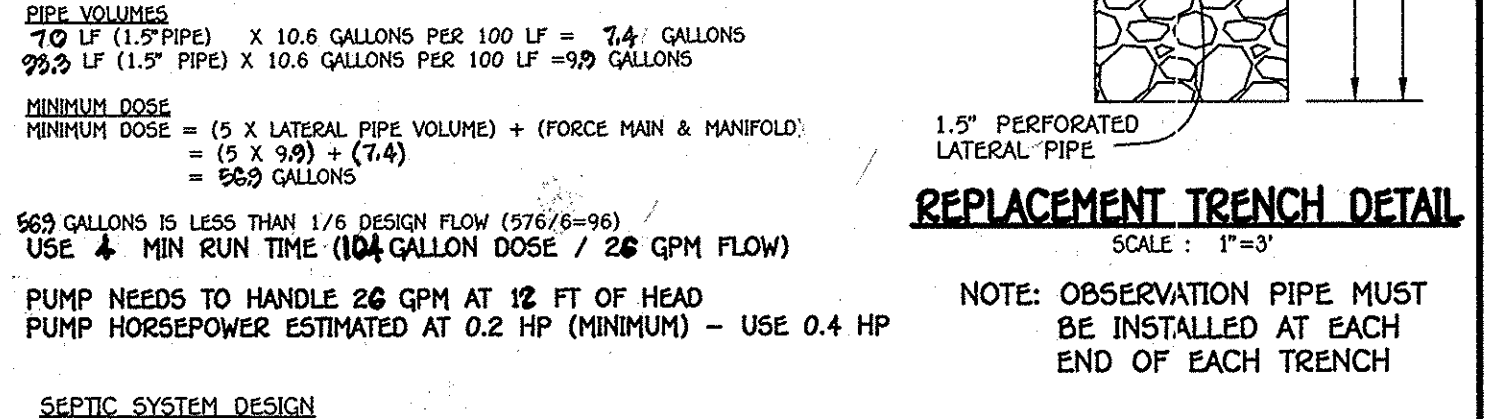 PIPE VOLUMES
70 LF (1.5" PIPE) X 10.6 GALLONS PER 100 LF = 7.4 GALLONS
93.3 LF (1.5" PIPE) X 10.6 GALLONS PER 100 LF =9.9 GALLONS
MINIMUM DOSE
MINIMUM DOSE = (5 X LATERAL PIPE VOLUME) + (FORCE MAIN & MANIFOLD)
= (5 X 9.9) + (7.4)
= 56.9 GALLONS
56.9 GALLONS IS LESS THAN 1/6 DESIGN FLOW (576/6=96)
USE 4 MIN RUN TIME (104 GALLON DOSE / 26 GPM FLOW)
PUMP NEEDS TO HANDLE 26 GPM AT 12 FT OF HEAD
PUMP HORSEPOWER ESTIMATED AT 0.2 HP (MINIMUM) - USE 0.4 HP
SEPTIC SYSTEM DESIGN
1.5" PERFORATED
LATERAL PIPE
REPLACEMENT TRENCH DETAIL
SCALE : 1"=3'
NOTE: OBSERVATION PIPE MUST
BE INSTALLED AT EACH
END OF EACH TRENCH